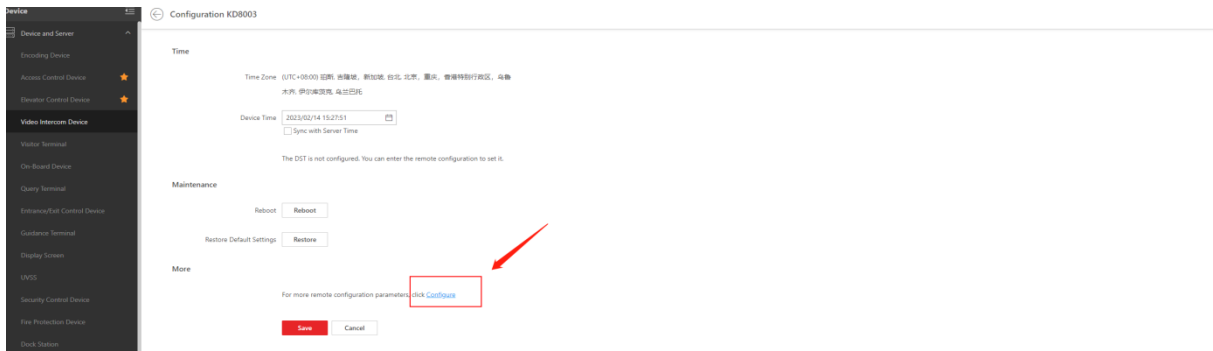 Device
Configuration KD8003
Device and Server
Encoding Device
Access Control Device
Elevator Control Device
Video Intercom Device
Visitor Terminal
On-Board Device
Query Terminal
Entrance/Exit Control Device
Guidance Terminal
Display Screen
UVSS
Security Control Device
Fire Protection Device
Dock Station
Time
Time Zone (UTC+08:00) 珀斯, 吉隆坡, 新加坡, 台北, 北京, 重庆, 香港特别行政区, 乌鲁
木齐, 伊尔库茨克, 乌兰巴托
Device Time 2023/02/14 15:27:51
Sync with Server Time
The DST is not configured. You can enter the remote configuration to set it.
Maintenance
Reboot Reboot
Restore Default Settings Restore
More
For more remote configuration parameters, click Configure
Save Cancel